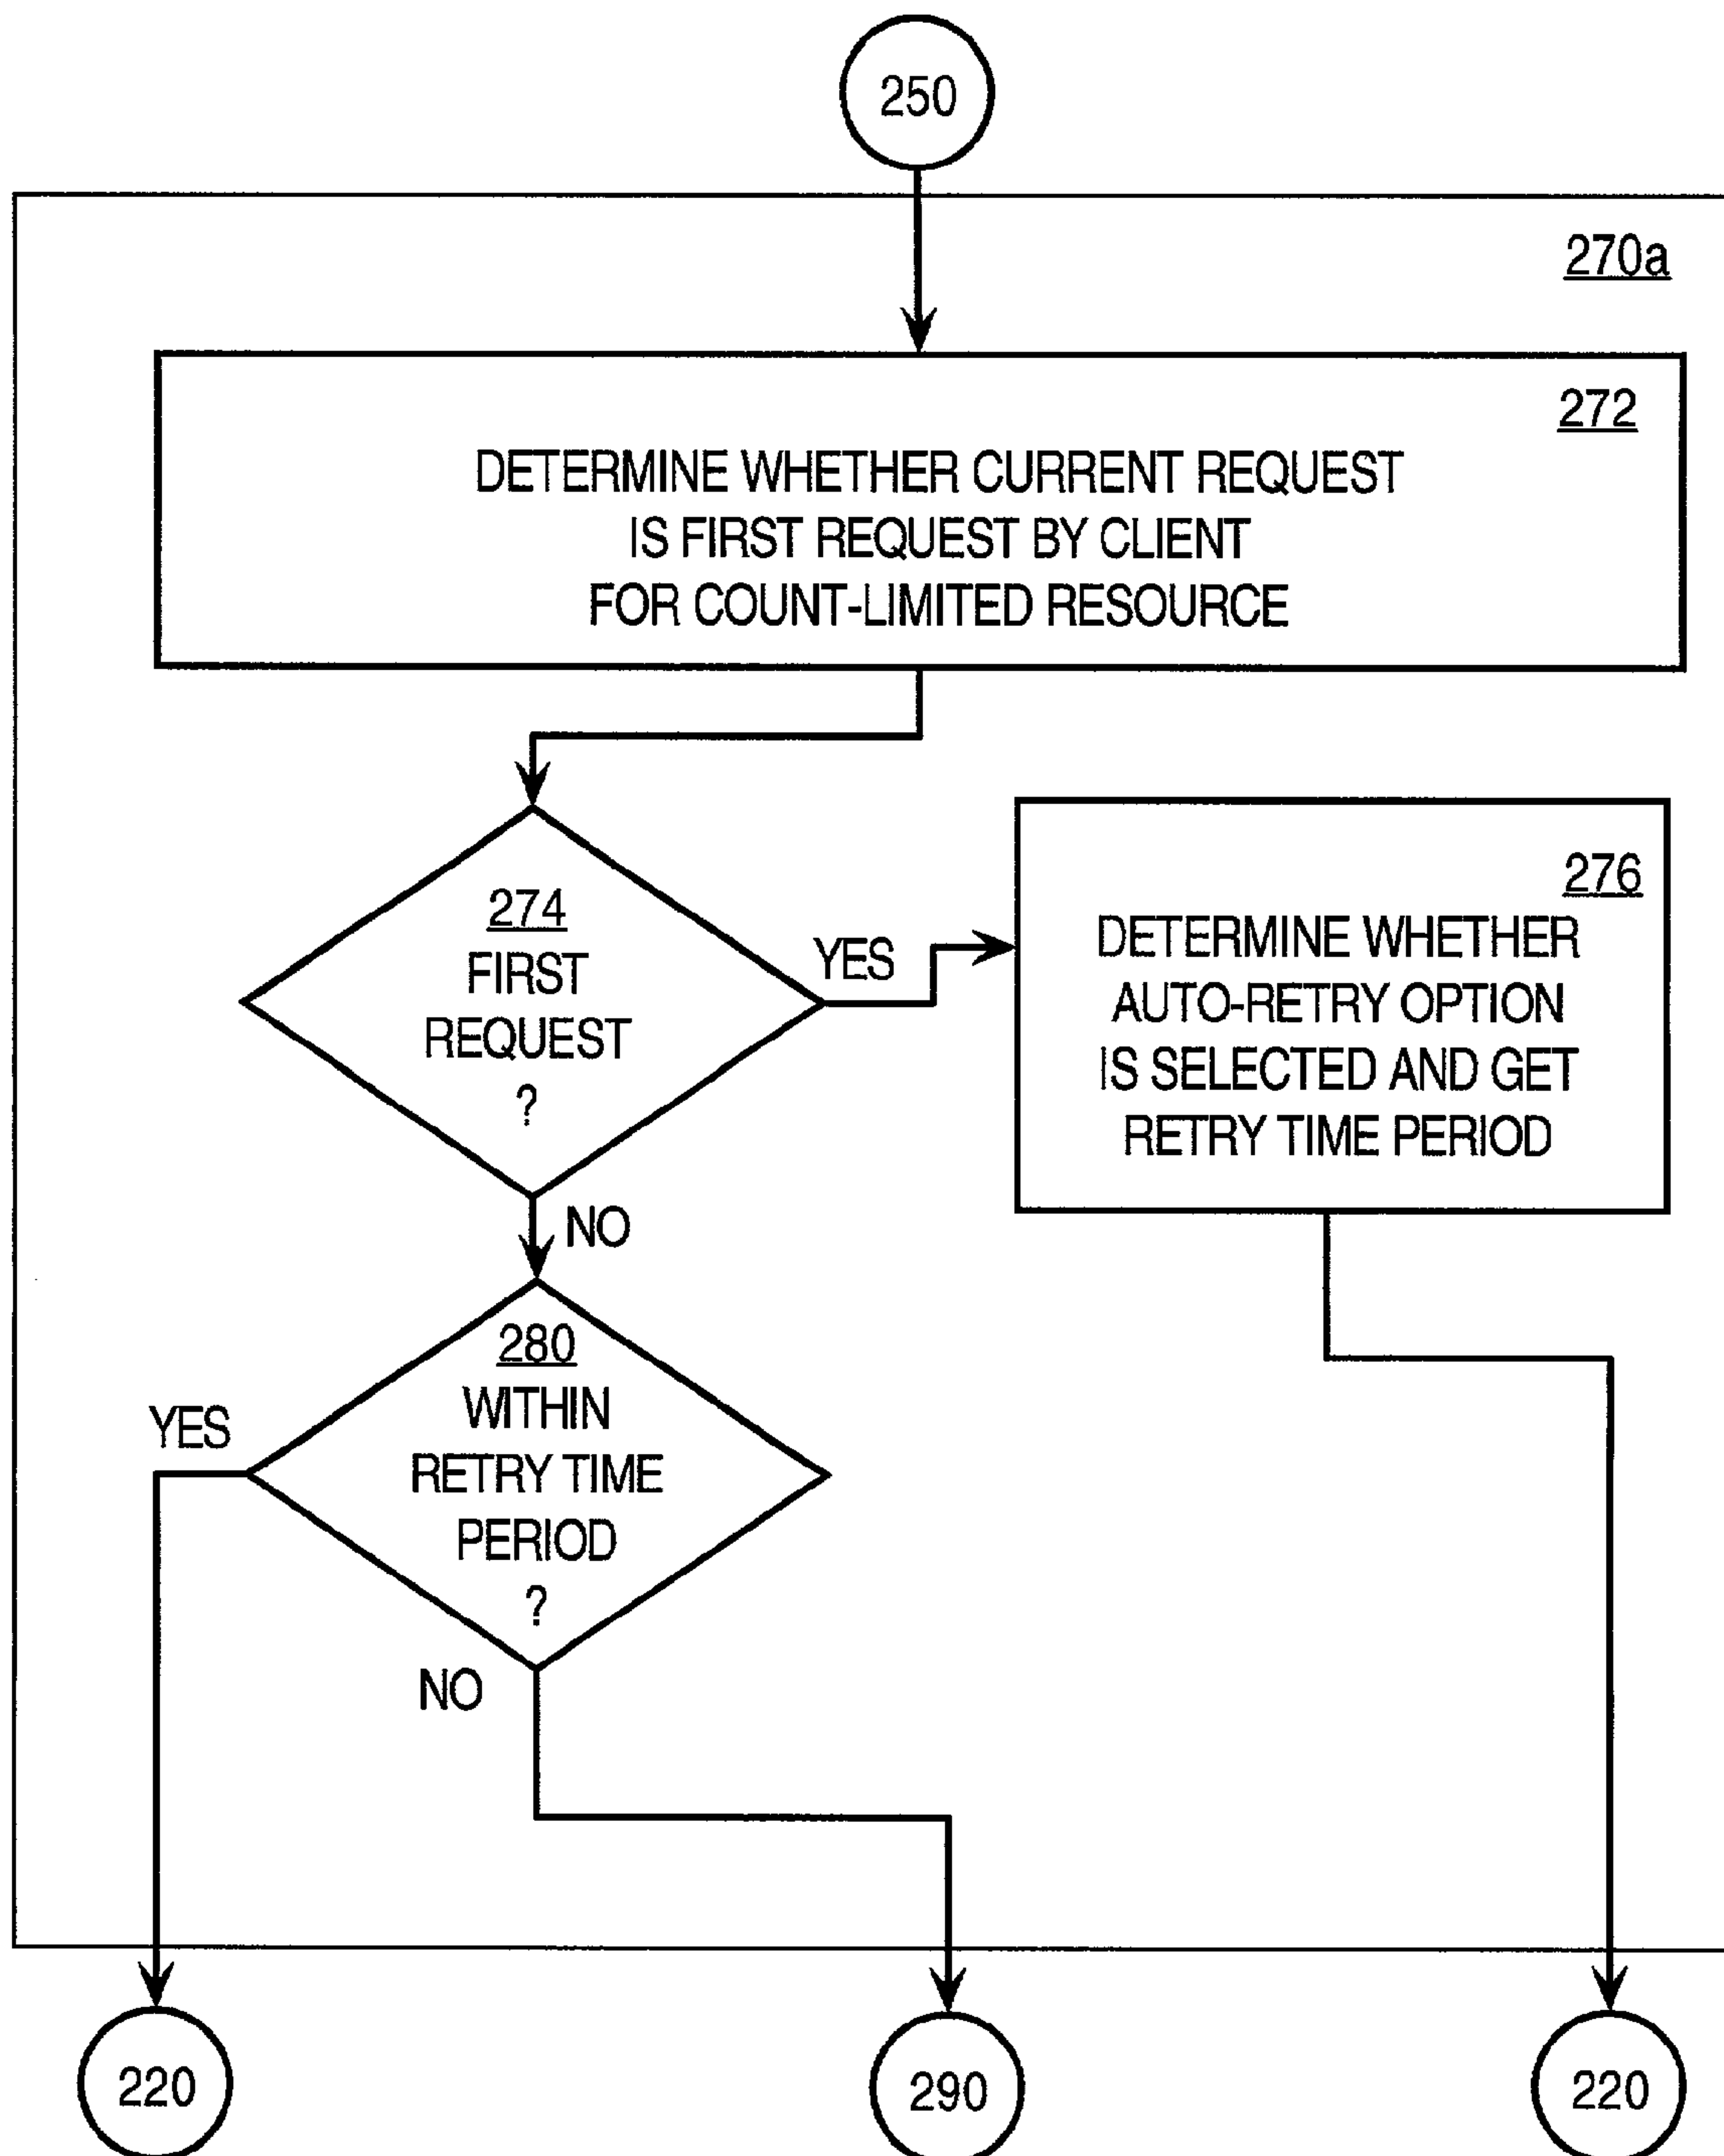 250
270a
272
DETERMINE WHETHER CURRENT REQUEST
IS FIRST REQUEST BY CLIENT
FOR COUNT-LIMITED RESOURCE
274
FIRST
REQUEST
?
YES
276
DETERMINE WHETHER
AUTO-RETRY OPTION
IS SELECTED AND GET
RETRY TIME PERIOD
NO
280
WITHIN
RETRY TIME
PERIOD
?
YES
NO
220
290
220